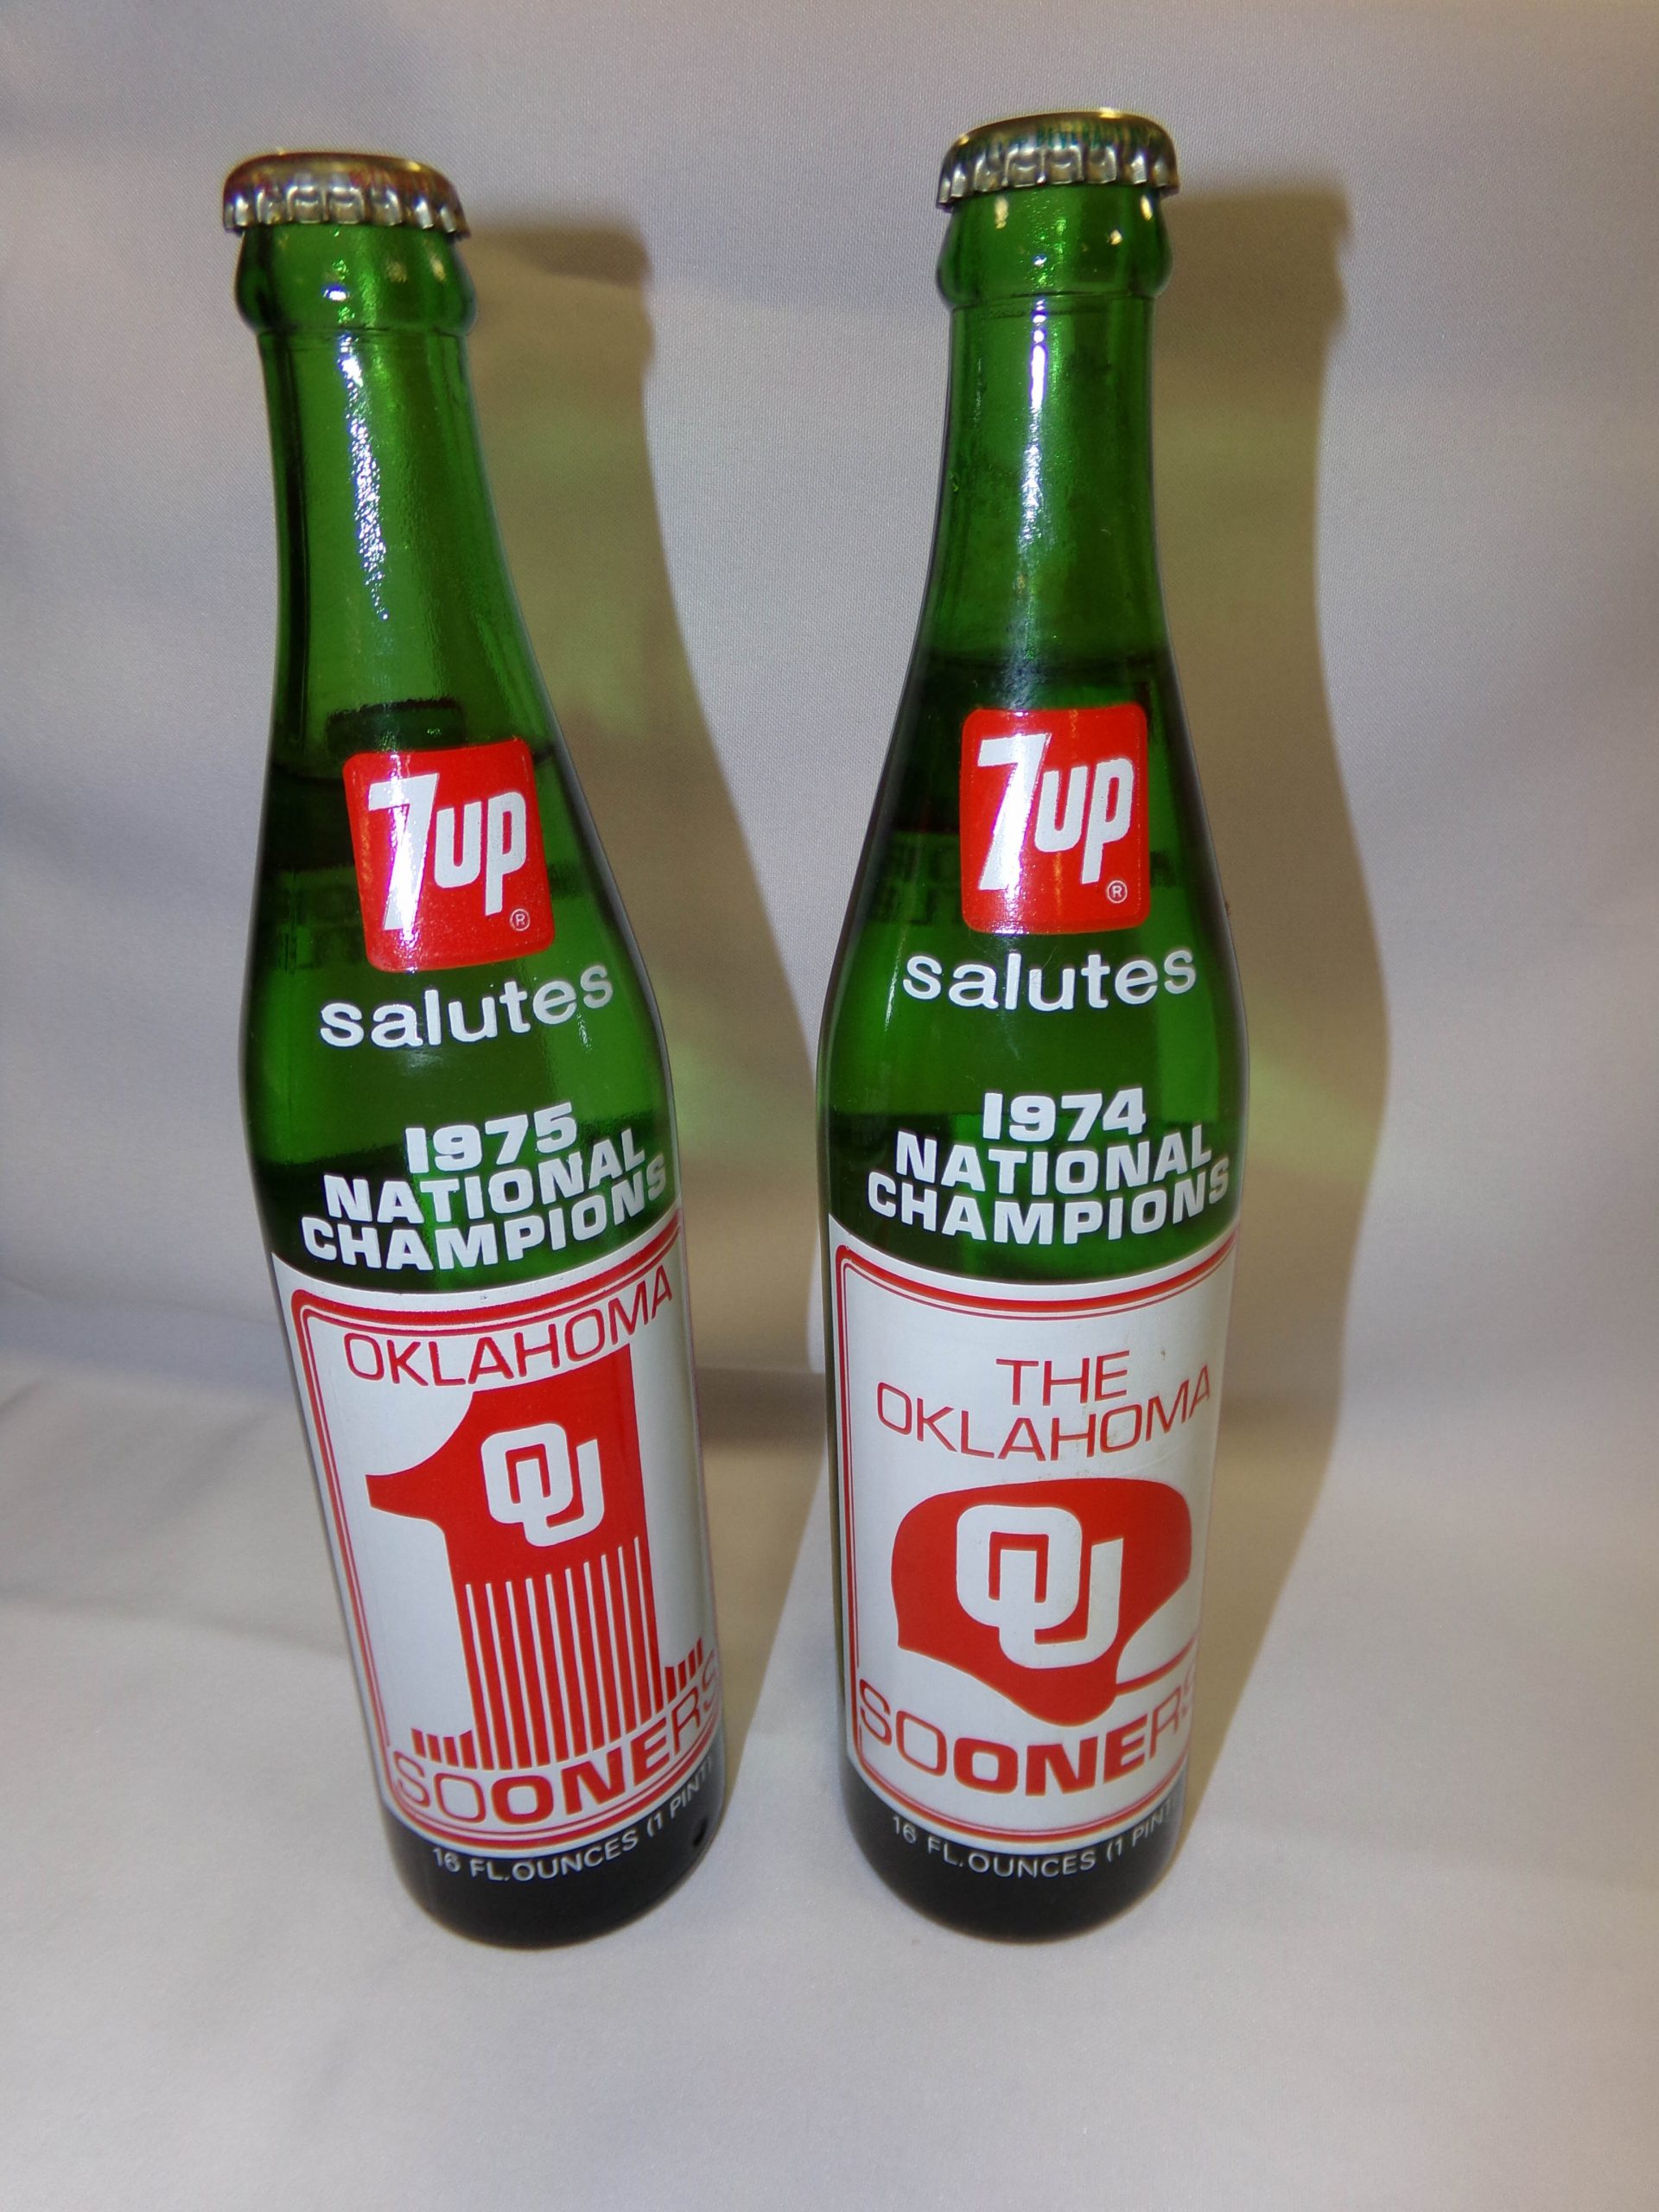 7up
®
salutes
1975
NATIONAL
CHAMPIONS
OKLAHOMA
OU
SOONERS
16 FL.OUNCES (1 PINT)
7up
®
salutes
1974
NATIONAL
CHAMPIONS
THE
OKLAHOMA
OU
SOONERS
16 FL.OUNCES (1 PINT